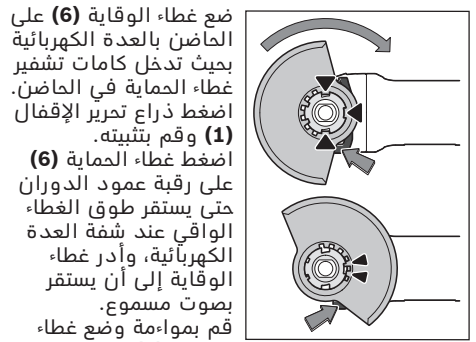 ضع غطاء الوقاية (6) على
الحاضن بالعدة الكهربائية
بحيث تدخل كامات تشفير
غطاء الحماية في الحاضن.
اضغط ذراع تحرير الإقفال
(1) وقم بتثبيته.
اضغط غطاء الحماية (6)
على رقبة عمود الدوران
حتى يستقر طوق الغطاء
الواقي عند شفة العدة
الكهربائية، وأدر غطاء
الوقاية إلى أن يستقر
بصوت مسموع.
قم بمواءمة وضع غطاء